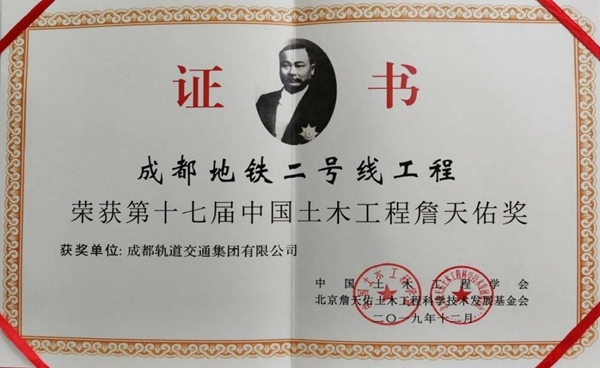 证书
成都地铁二号线工程
荣获第十七届中国土木工程詹天佑奖
获奖单位:成都轨道交通集团有限公司
中国土木工程学会
北京詹天佑土木工程科学技术发展基金会
二〇一九年十二月